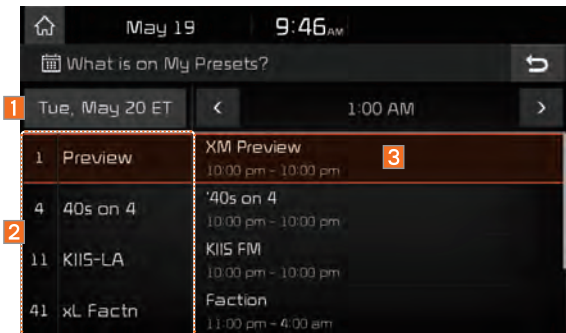 May 19 9:46AM
What is on My Presets?
1 Tue, May 20 ET 1:00 AM
1 Preview
XM Preview 3
10:00 pm - 10:00 pm
4 40s on 4
'40s on 4
10:00 pm - 10:00 pm
2
11 KIIS-LA
KIIS FM
10:00 pm - 10:00 pm
41 xL Factn
Faction
11:00 pm - 4:00 am